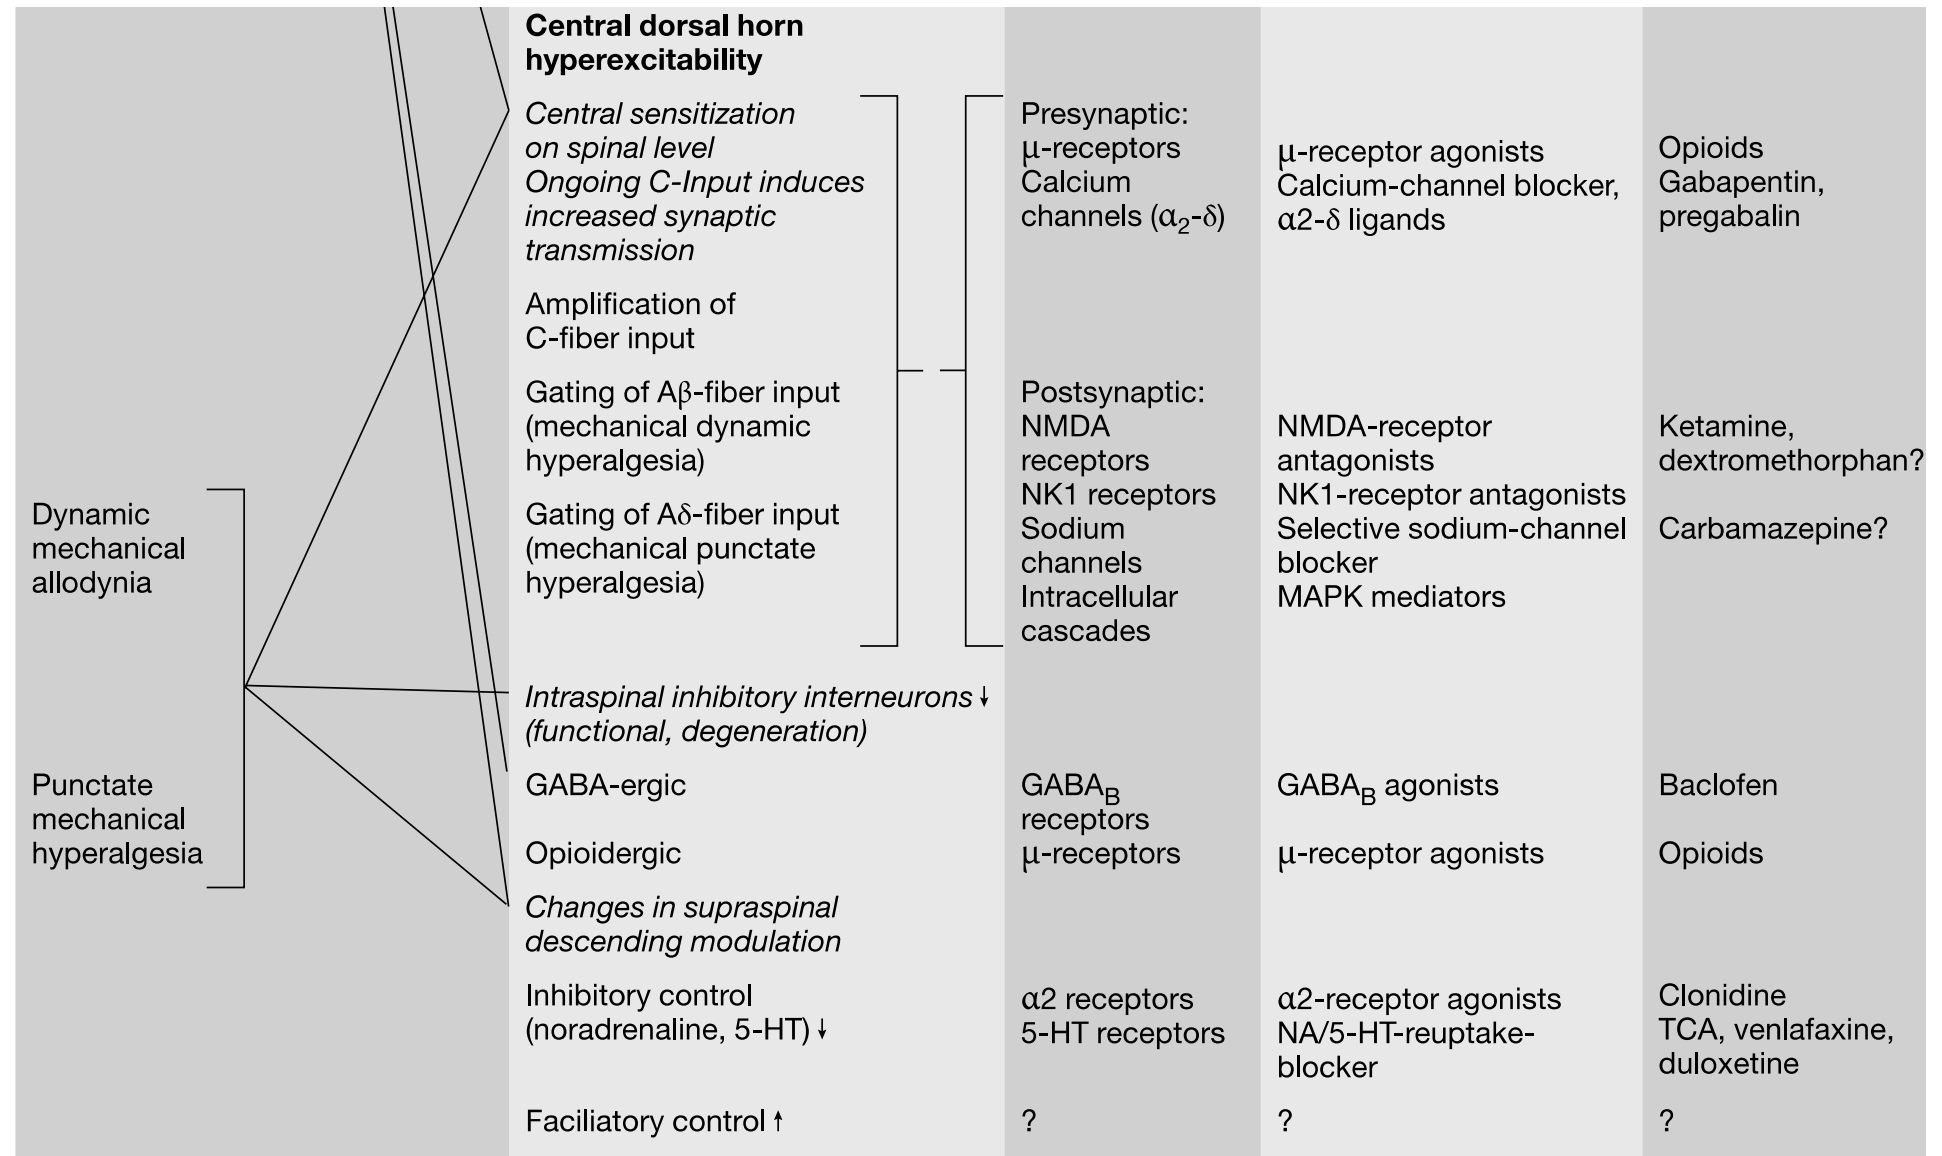 Central dorsal horn
hyperexcitability
Central sensitization
on spinal level
Ongoing C-Input induces
increased synaptic
transmission
Presynaptic:
μ-receptors
Calcium
channels (α₂-δ)
μ-receptor agonists
Calcium-channel blocker,
α2-δ ligands
Opioids
Gabapentin,
pregabalin
Amplification of
C-fiber input
Gating of Aβ-fiber input
(mechanical dynamic
hyperalgesia)
Gating of Aδ-fiber input
(mechanical punctate
hyperalgesia)
Postsynaptic:
NMDA
receptors
NK1 receptors
Sodium
channels
Intracellular
cascades
NMDA-receptor
antagonists
NK1-receptor antagonists
Selective sodium-channel
blocker
MAPK mediators
Ketamine,
dextromethorphan?
Carbamazepine?
Dynamic
mechanical
allodynia
Punctate
mechanical
hyperalgesia
Intraspinal inhibitory interneurons ↓
(functional, degeneration)
GABA-ergic
GABA_B
receptors
GABA_B agonists
Baclofen
Opioidergic
μ-receptors
μ-receptor agonists
Opioids
Changes in supraspinal
descending modulation
Inhibitory control
(noradrenaline, 5-HT) ↓
α2 receptors
5-HT receptors
α2-receptor agonists
NA/5-HT-reuptake-
blocker
Clonidine
TCA, venlafaxine,
duloxetine
Faciliatory control ↑
?
?
?